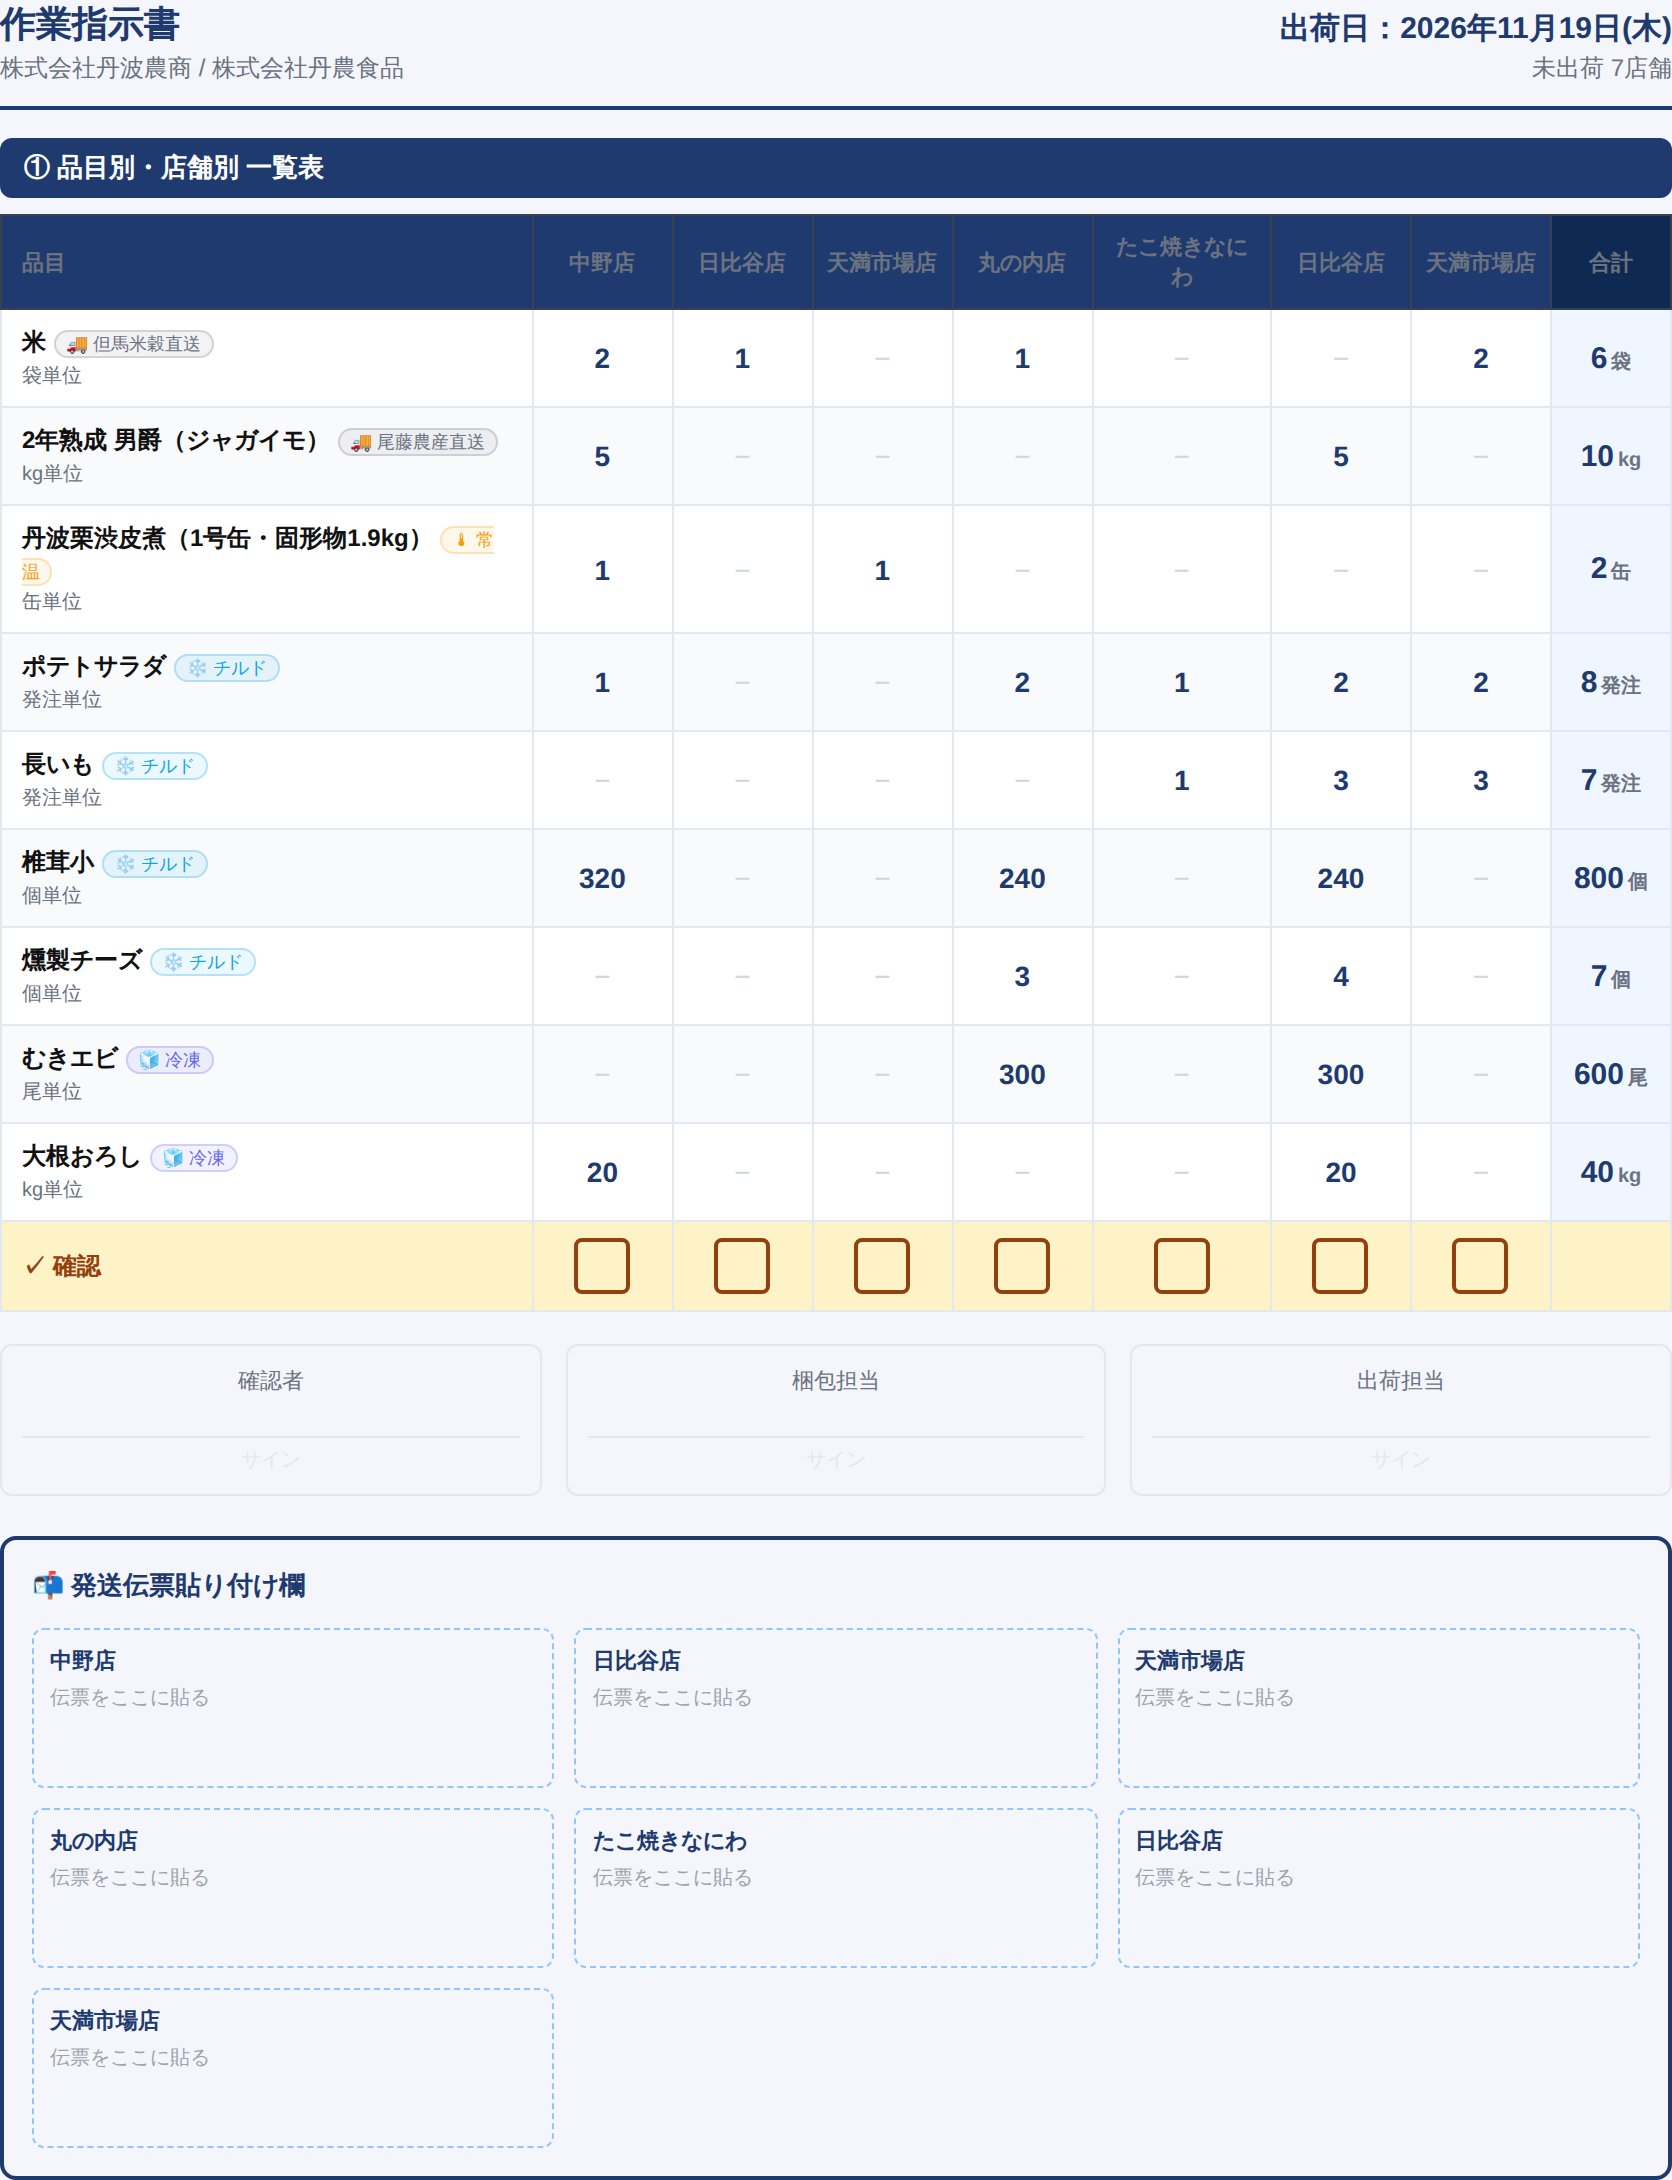 作業指示書
出荷日：2026年11月19日(木)
株式会社丹波農商 / 株式会社丹農食品
未出荷 7店舗
① 品目別・店舗別 一覧表
品目 中野店 日比谷店 天満市場店 丸の内店 たこ焼きなに 日比谷店 天満市場店 合計
わ
米 🚚 但馬米穀直送
袋単位
2 1 – 1 – – 2 6 袋
2年熟成 男爵（ジャガイモ） 🚚 尾藤農産直送
kg単位
5 – – – – 5 – 10 kg
丹波栗渋皮煮（1号缶・固形物1.9kg） 🌡 常
温
缶単位
1 – 1 – – – – 2 缶
ポテトサラダ ❄️ チルド
発注単位
1 – – 2 1 2 2 8 発注
長いも ❄️ チルド
発注単位
– – – – 1 3 3 7 発注
椎茸小 ❄️ チルド
個単位
320 – – 240 – 240 – 800 個
燻製チーズ ❄️ チルド
個単位
– – – 3 – 4 – 7 個
むきエビ 🧊 冷凍
尾単位
– – – 300 – 300 – 600 尾
大根おろし 🧊 冷凍
kg単位
20 – – – – 20 – 40 kg
✓ 確認
確認者
サイン
梱包担当
サイン
出荷担当
サイン
📬 発送伝票貼り付け欄
中野店
伝票をここに貼る
日比谷店
伝票をここに貼る
天満市場店
伝票をここに貼る
丸の内店
伝票をここに貼る
たこ焼きなにわ
伝票をここに貼る
日比谷店
伝票をここに貼る
天満市場店
伝票をここに貼る